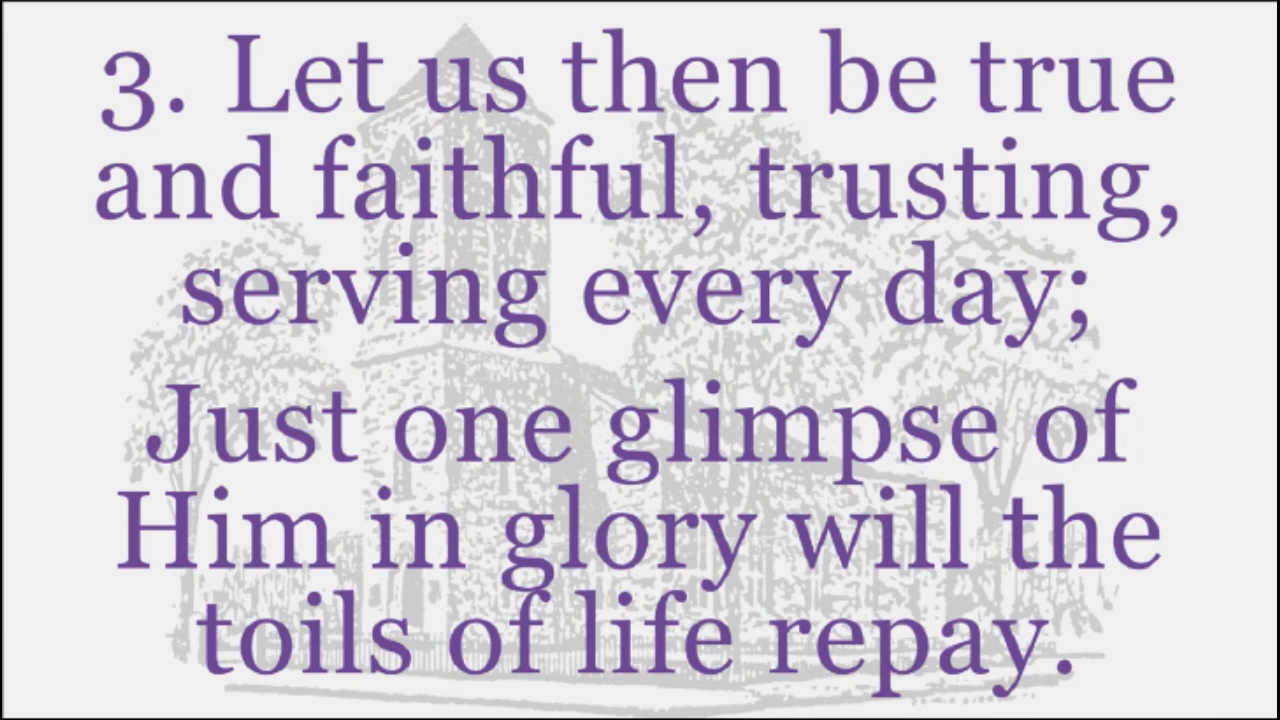 3. Let us then be true
and faithful, trusting,
serving every day;
Just one glimpse of
Him in glory will the
toils of life repay.